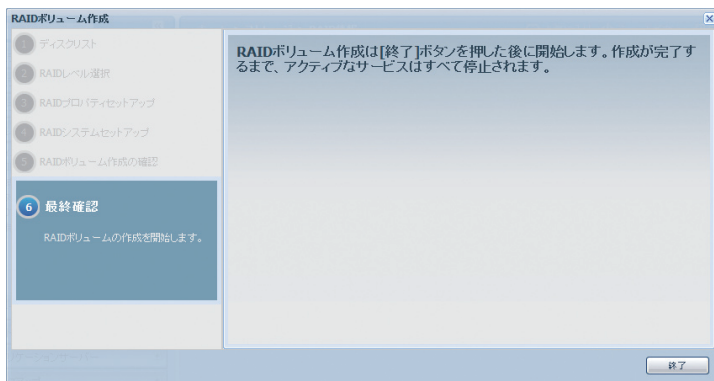 RAIDボリューム作成
1 ディスクリスト
2 RAIDレベル選択
3 RAIDプロパティセットアップ
4 RAIDシステムセットアップ
5 RAIDボリューム作成の確認
6 最終確認
RAIDボリュームの作成を開始します。
RAIDボリューム作成は[終了]ボタンを押した後に開始します。作成が完了す
るまで、アクティブなサービスはすべて停止されます。
終了